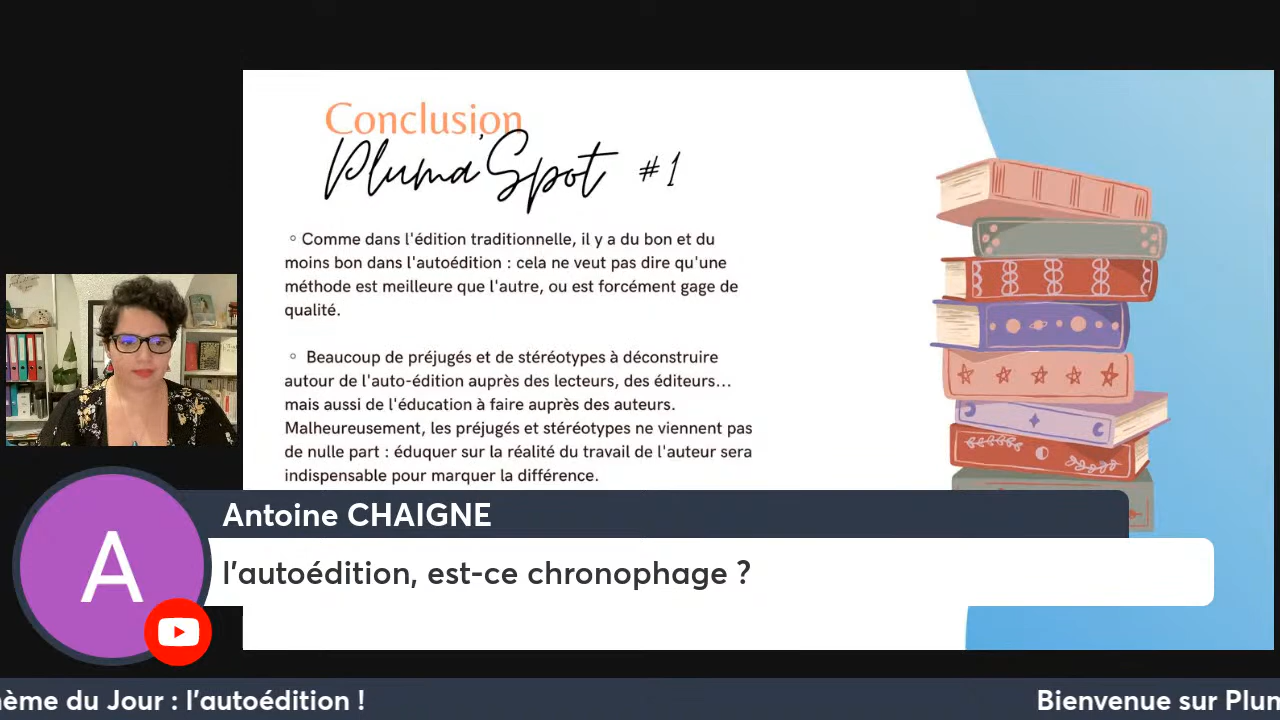 Conclusion
Pluma'Spot #1
◦ Comme dans l'édition traditionnelle, il y a du bon et du
moins bon dans l'autoédition : cela ne veut pas dire qu'une
méthode est meilleure que l'autre, ou est forcément gage de
qualité.
◦ Beaucoup de préjugés et de stéréotypes à déconstruire
autour de l'auto-édition auprès des lecteurs, des éditeurs...
mais aussi de l'éducation à faire auprès des auteurs.
Malheureusement, les préjugés et stéréotypes ne viennent pas
de nulle part : éduquer sur la réalité du travail de l'auteur sera
indispensable pour marquer la différence.
A
Antoine CHAIGNE
l'autoédition, est-ce chronophage ?
ème du Jour : l'autoédition !
Bienvenue sur Plum